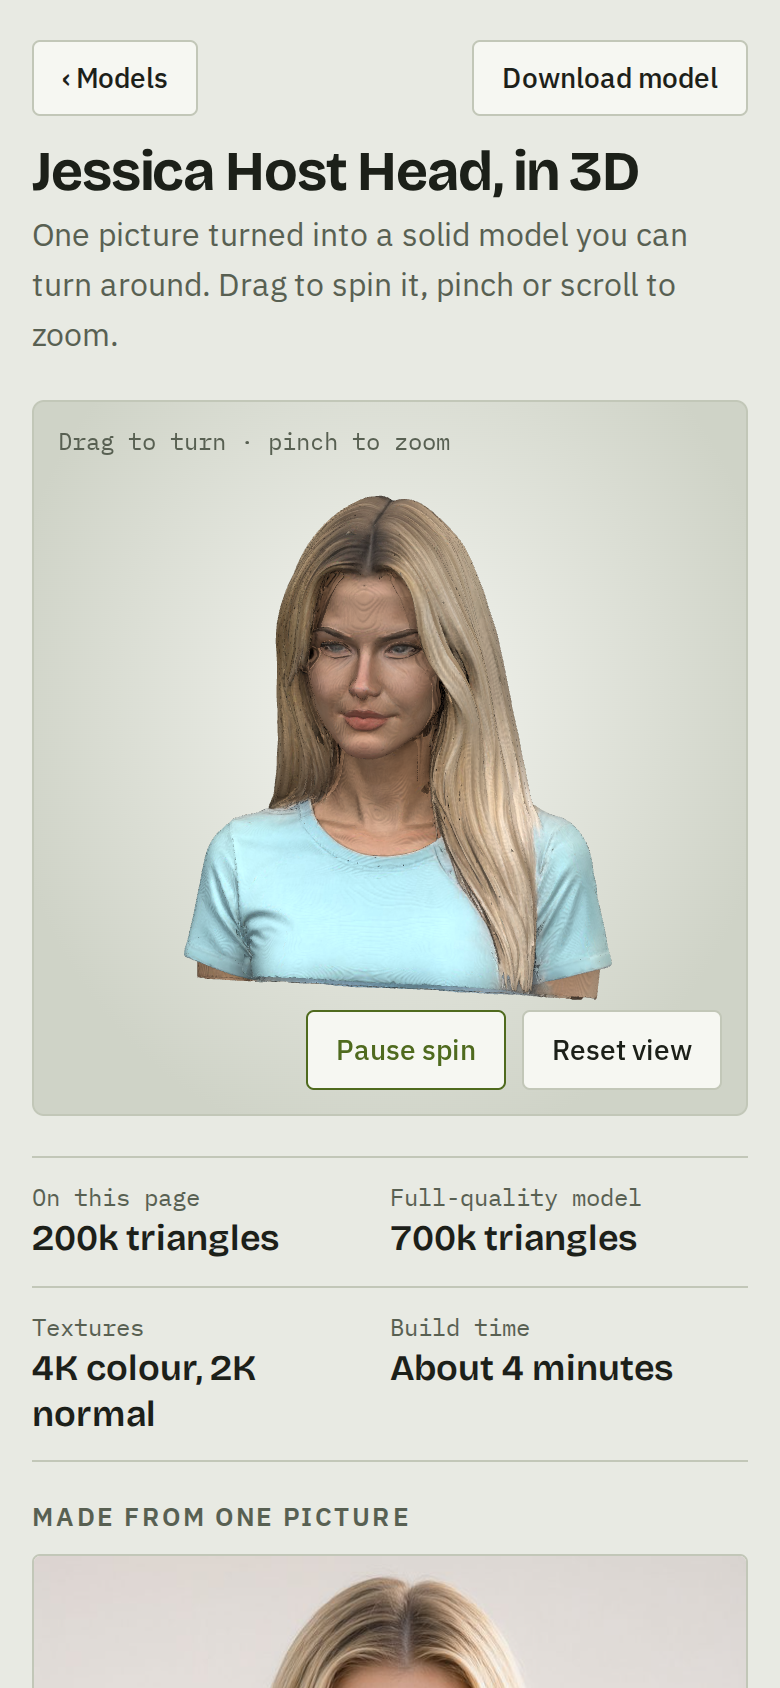 ‹ Models
Download model
Jessica Host Head, in 3D
One picture turned into a solid model you can
turn around. Drag to spin it, pinch or scroll to
zoom.
Drag to turn · pinch to zoom
Pause spin
Reset view
On this page
200k triangles
Full-quality model
700k triangles
Textures
4K colour, 2K
normal
Build time
About 4 minutes
MADE FROM ONE PICTURE